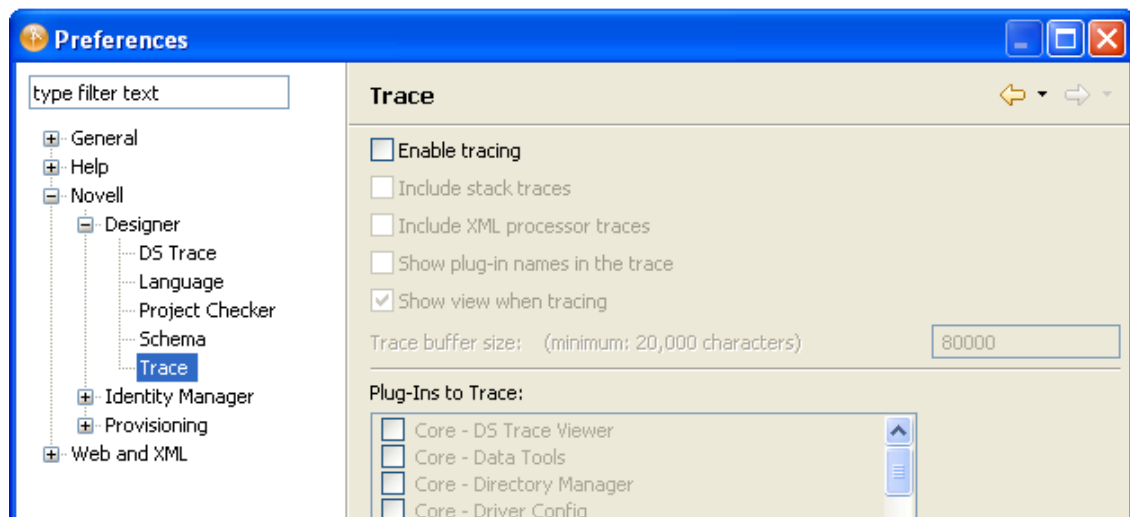 Preferences
type filter text
General
Help
Novell
Designer
DS Trace
Language
Project Checker
Schema
Trace
Identity Manager
Provisioning
Web and XML
Trace
Enable tracing
Include stack traces
Include XML processor traces
Show plug-in names in the trace
Show view when tracing
Trace buffer size: (minimum: 20,000 characters) 80000
Plug-Ins to Trace:
Core - DS Trace Viewer
Core - Data Tools
Core - Directory Manager
Core - Driver Config